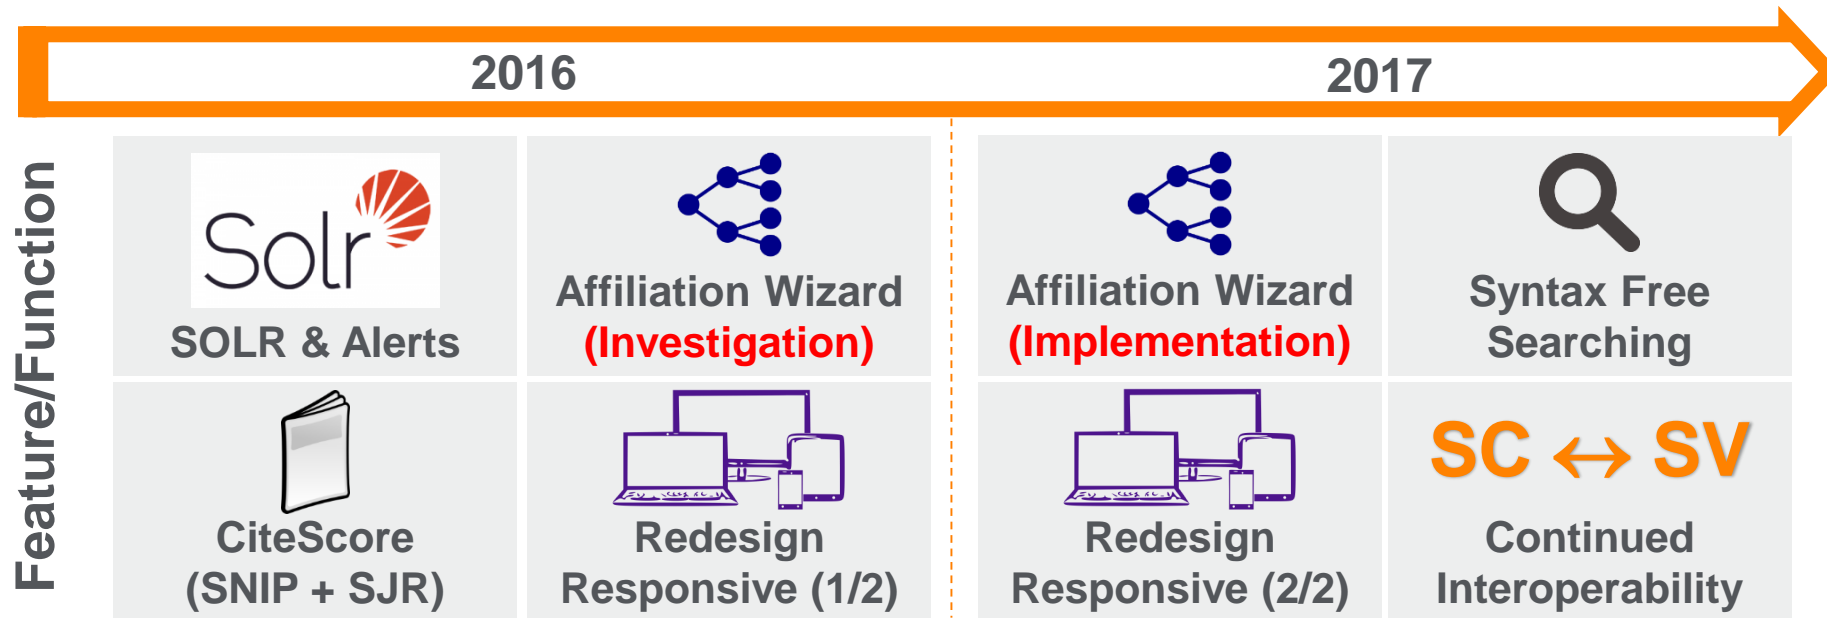 2016
2017
Feature/Function
Solr
SOLR & Alerts
Affiliation Wizard
(Investigation)
Affiliation Wizard
(Implementation)
Syntax Free
Searching
CiteScore
(SNIP + SJR)
Redesign
Responsive (1/2)
Redesign
Responsive (2/2)
SC ↔ SV
Continued
Interoperability